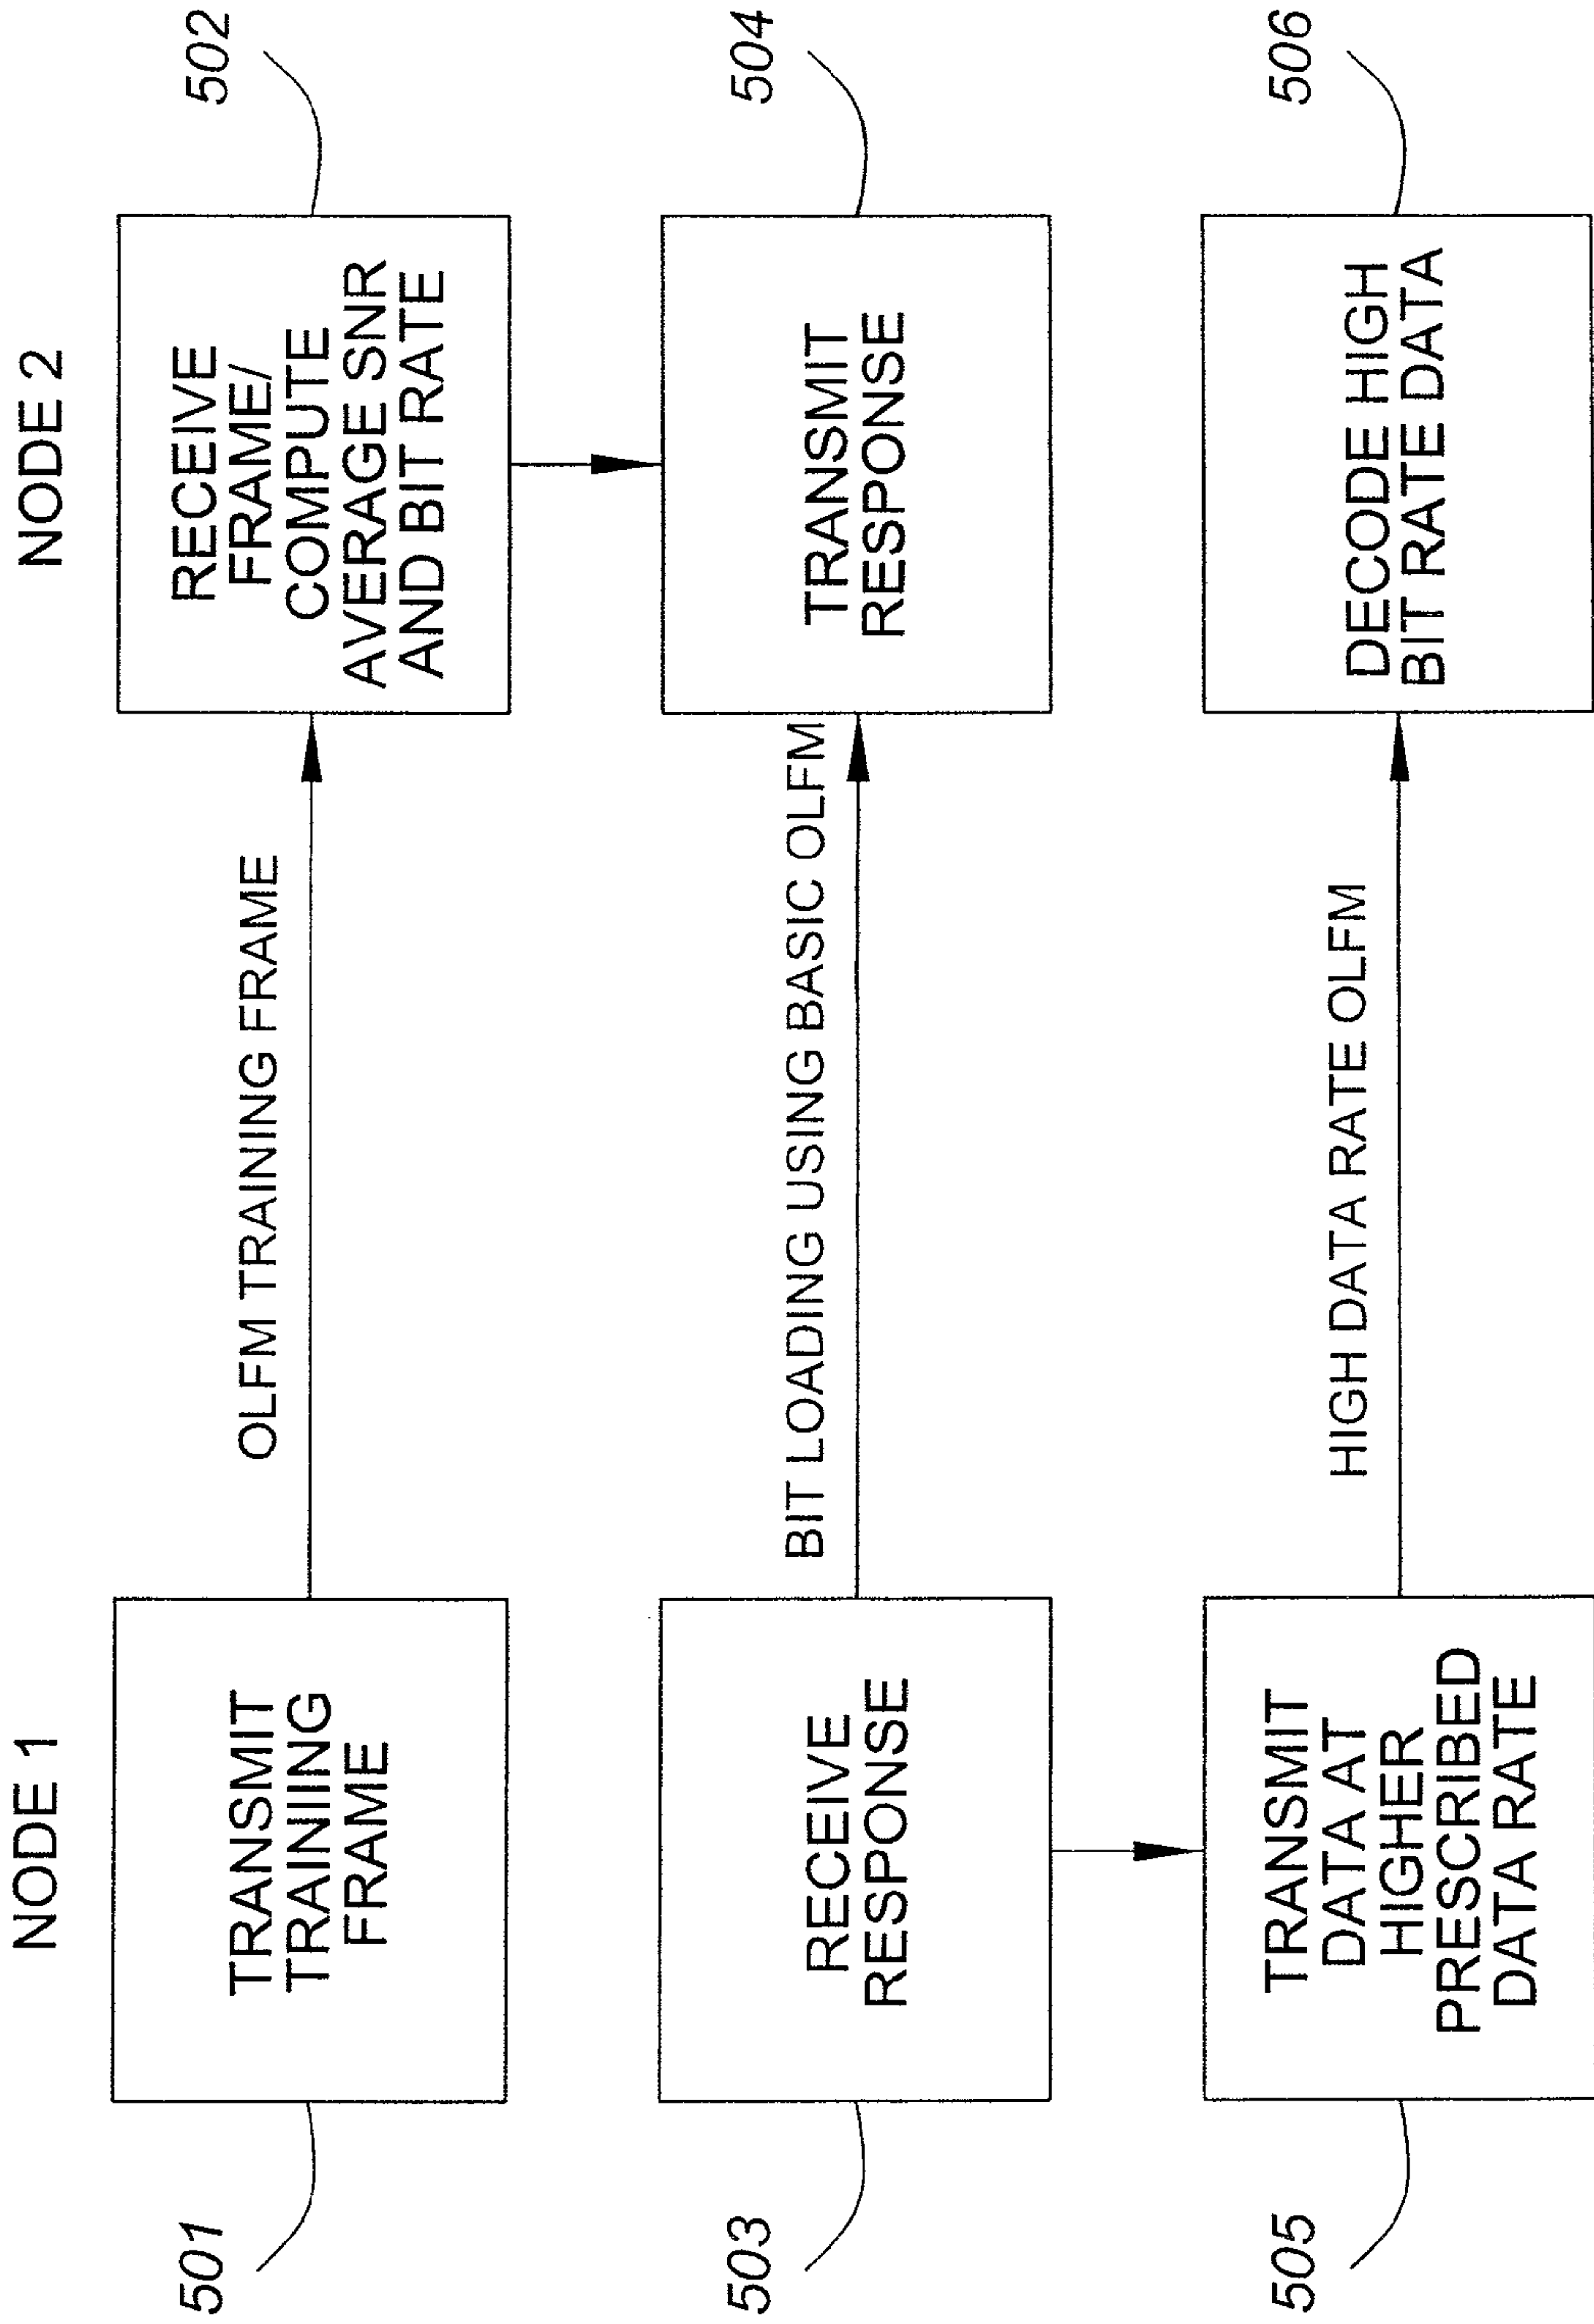 NODE 1
NODE 2
501
TRANSMIT
TRAINIING
FRAME
OLFM TRAINING FRAME
RECEIVE
FRAME/
COMPUTE
AVERAGE SNR
AND BIT RATE
502
503
RECEIVE
RESPONSE
BIT LOADING USING BASIC OLFM
TRANSMIT
RESPONSE
504
505
TRANSMIT
DATA AT
HIGHER
PRESCRIBED
DATA RATE
HIGH DATA RATE OLFM
DECODE HIGH
BIT RATE DATA
506